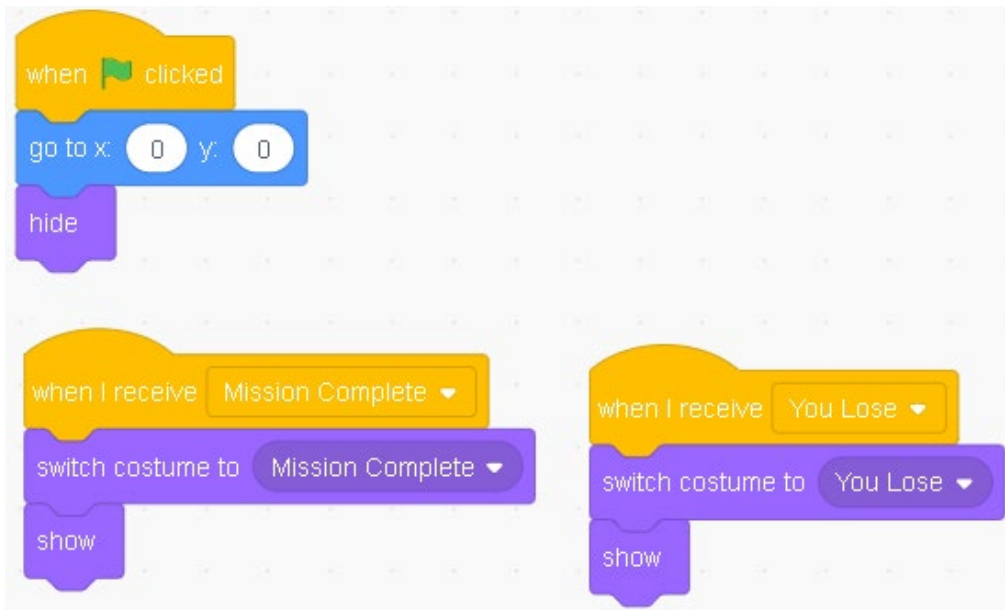 when clicked
go to x: 0 y: 0
hide
when I receive Mission Complete
switch costume to Mission Complete
show
when I receive You Lose
switch costume to You Lose
show